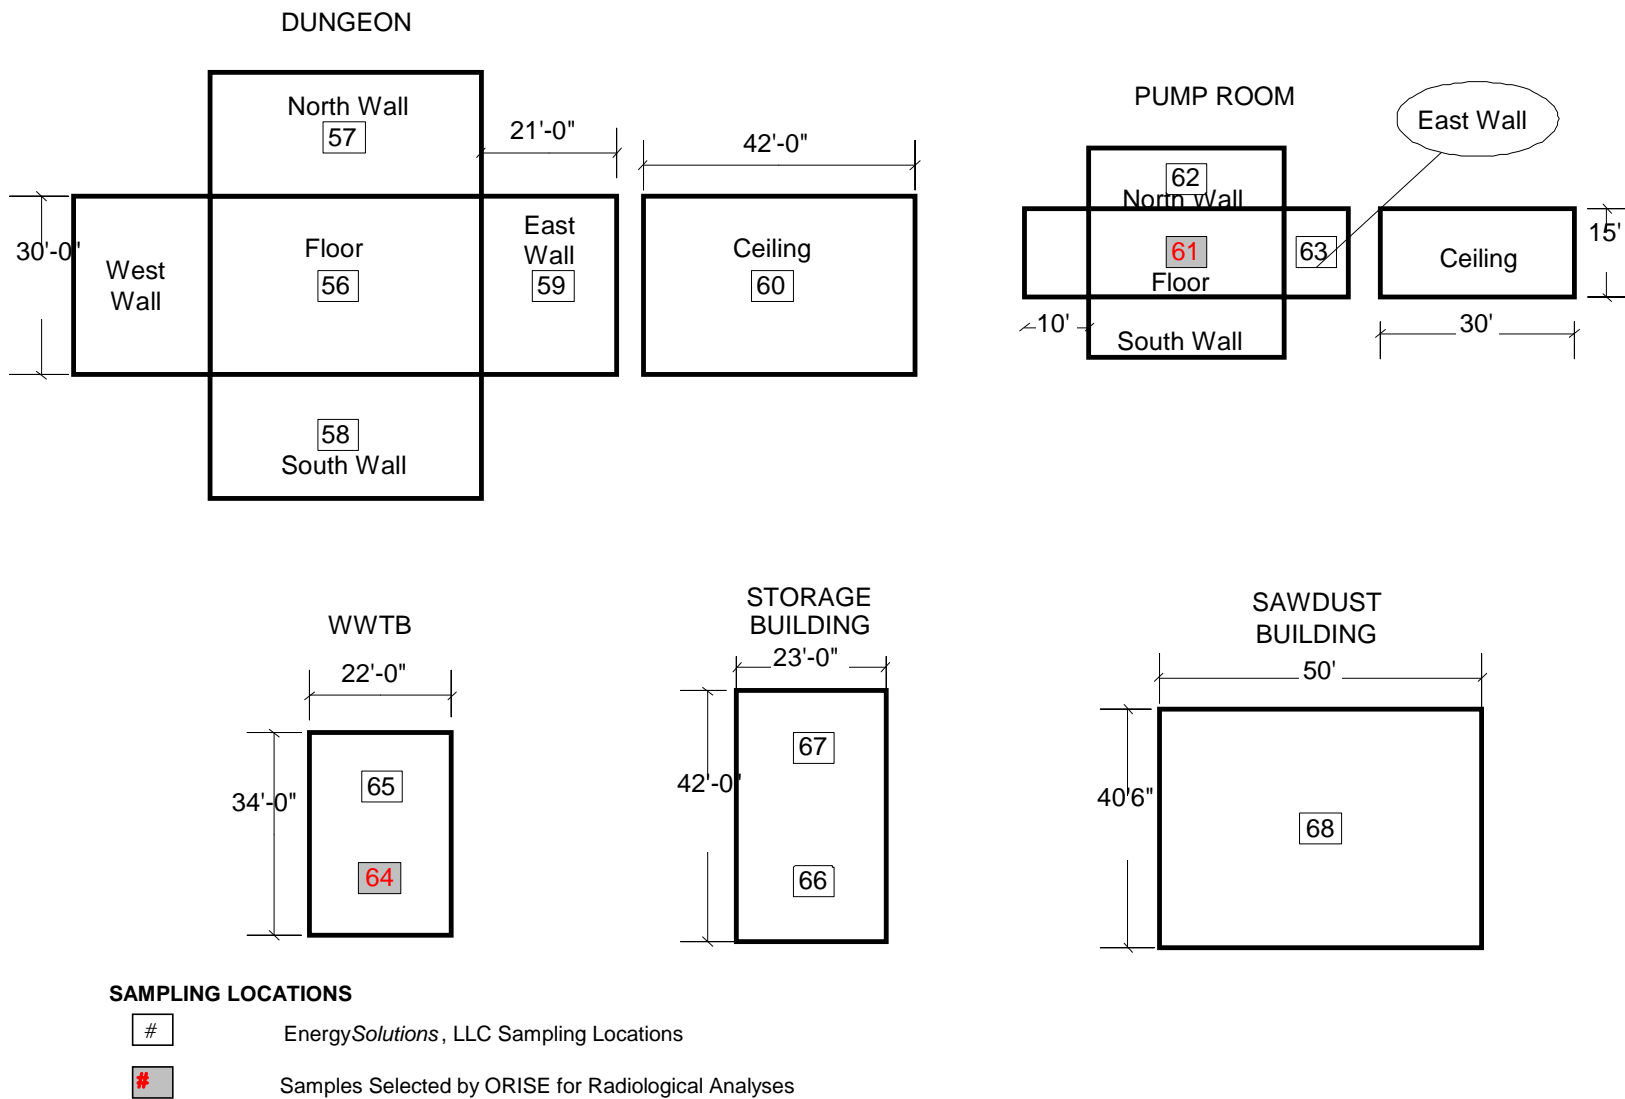 DUNGEON
North Wall
57
21'-0"
42'-0"
30'-0"
West
Wall
Floor
56
East
Wall
59
Ceiling
60
58
South Wall
PUMP ROOM
East Wall
62
North Wall
61
Floor
63
Ceiling
15'
10'
South Wall
30'
WWTB
22'-0"
34'-0"
65
64
STORAGE
BUILDING
23'-0"
42'-0"
67
66
SAWDUST
BUILDING
50'
40'6"
68
SAMPLING LOCATIONS
# EnergySolutions, LLC Sampling Locations
# Samples Selected by ORISE for Radiological Analyses